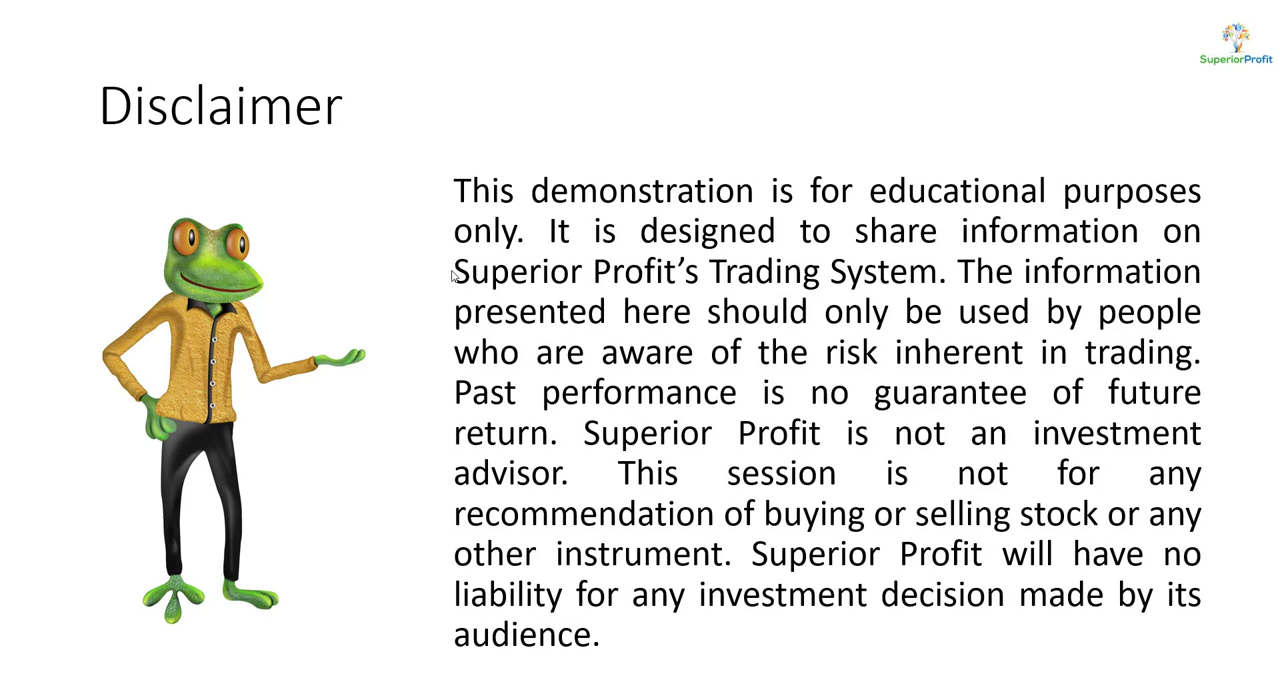 SuperiorProfit
Disclaimer
This demonstration is for educational purposes
only. It is designed to share information on
Superior Profit’s Trading System. The information
presented here should only be used by people
who are aware of the risk inherent in trading.
Past performance is no guarantee of future
return. Superior Profit is not an investment
advisor. This session is not for any
recommendation of buying or selling stock or any
other instrument. Superior Profit will have no
liability for any investment decision made by its
audience.